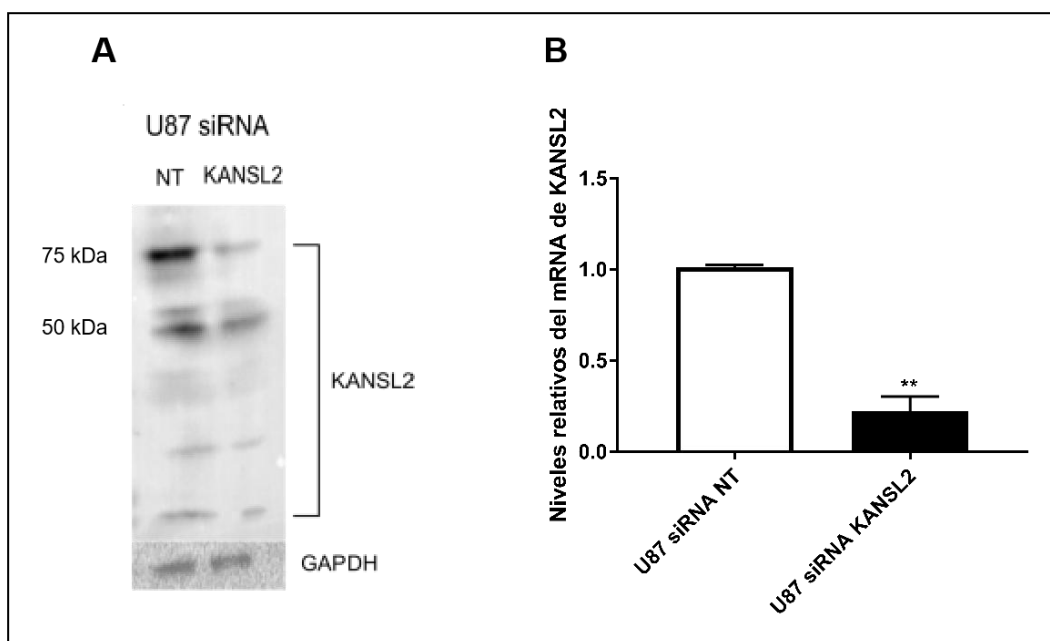 A
U87 siRNA
NT KANSL2
75 kDa
50 kDa
KANSL2
GAPDH
B
Niveles relativos del mRNA de KANSL2
1.5
1.0
0.5
0.0
**
U87 siRNA NT
U87 siRNA KANSL2